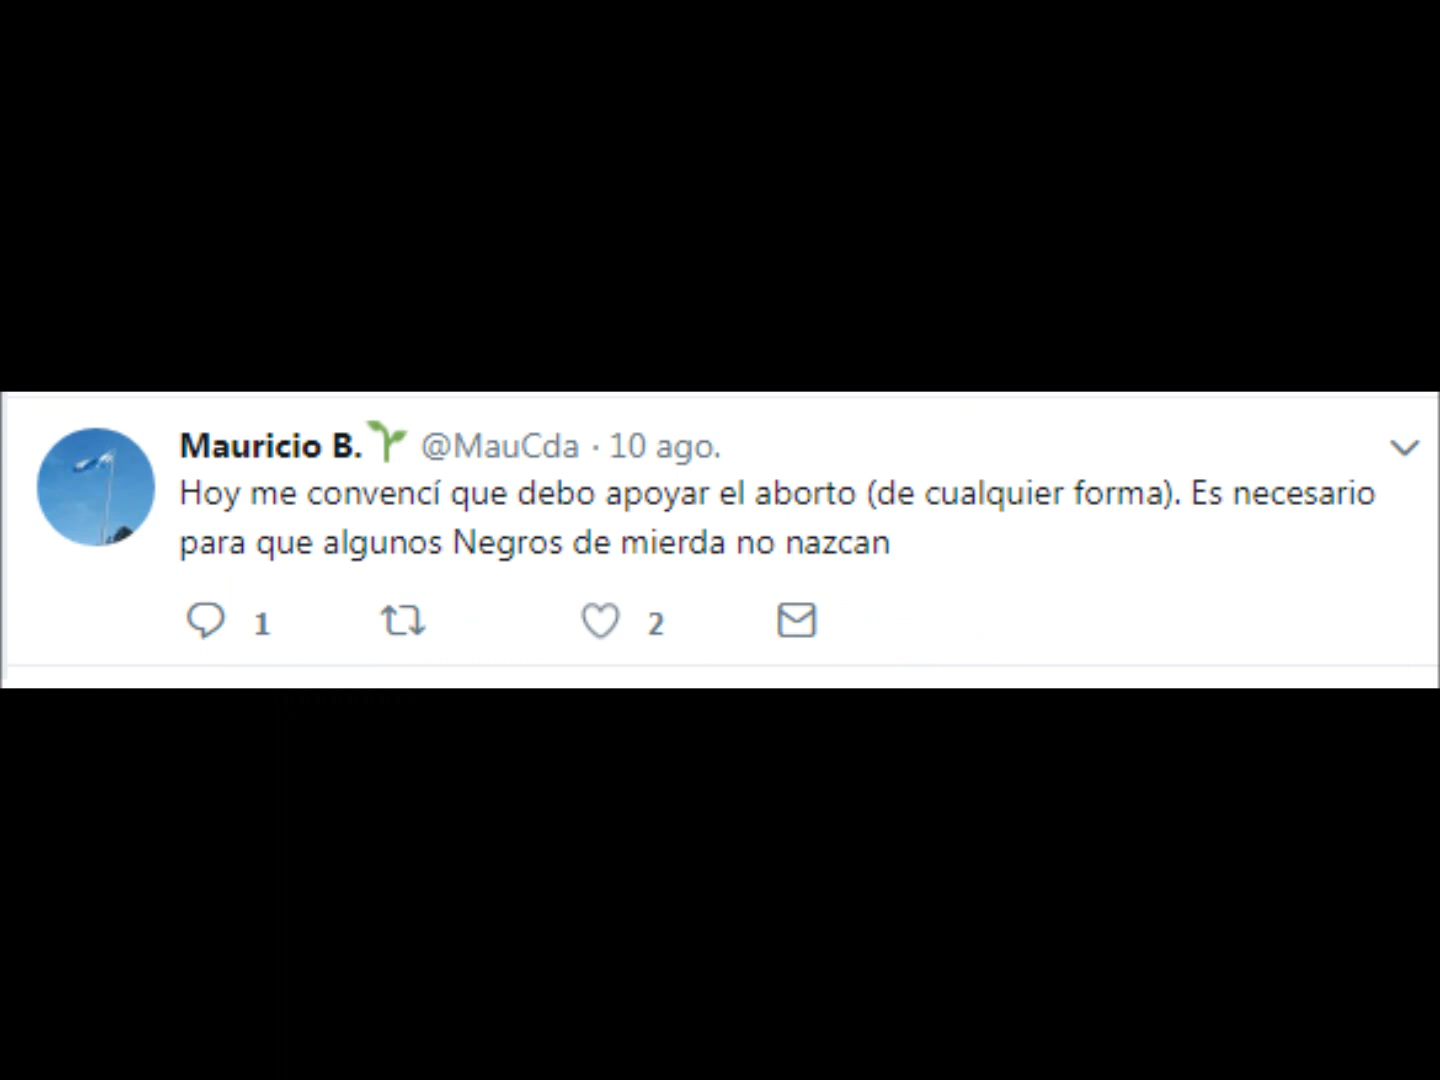 Mauricio B.🌱 @MauCda · 10 ago.
Hoy me convencí que debo apoyar el aborto (de cualquier forma). Es necesario
para que algunos Negros de mierda no nazcan
1 2